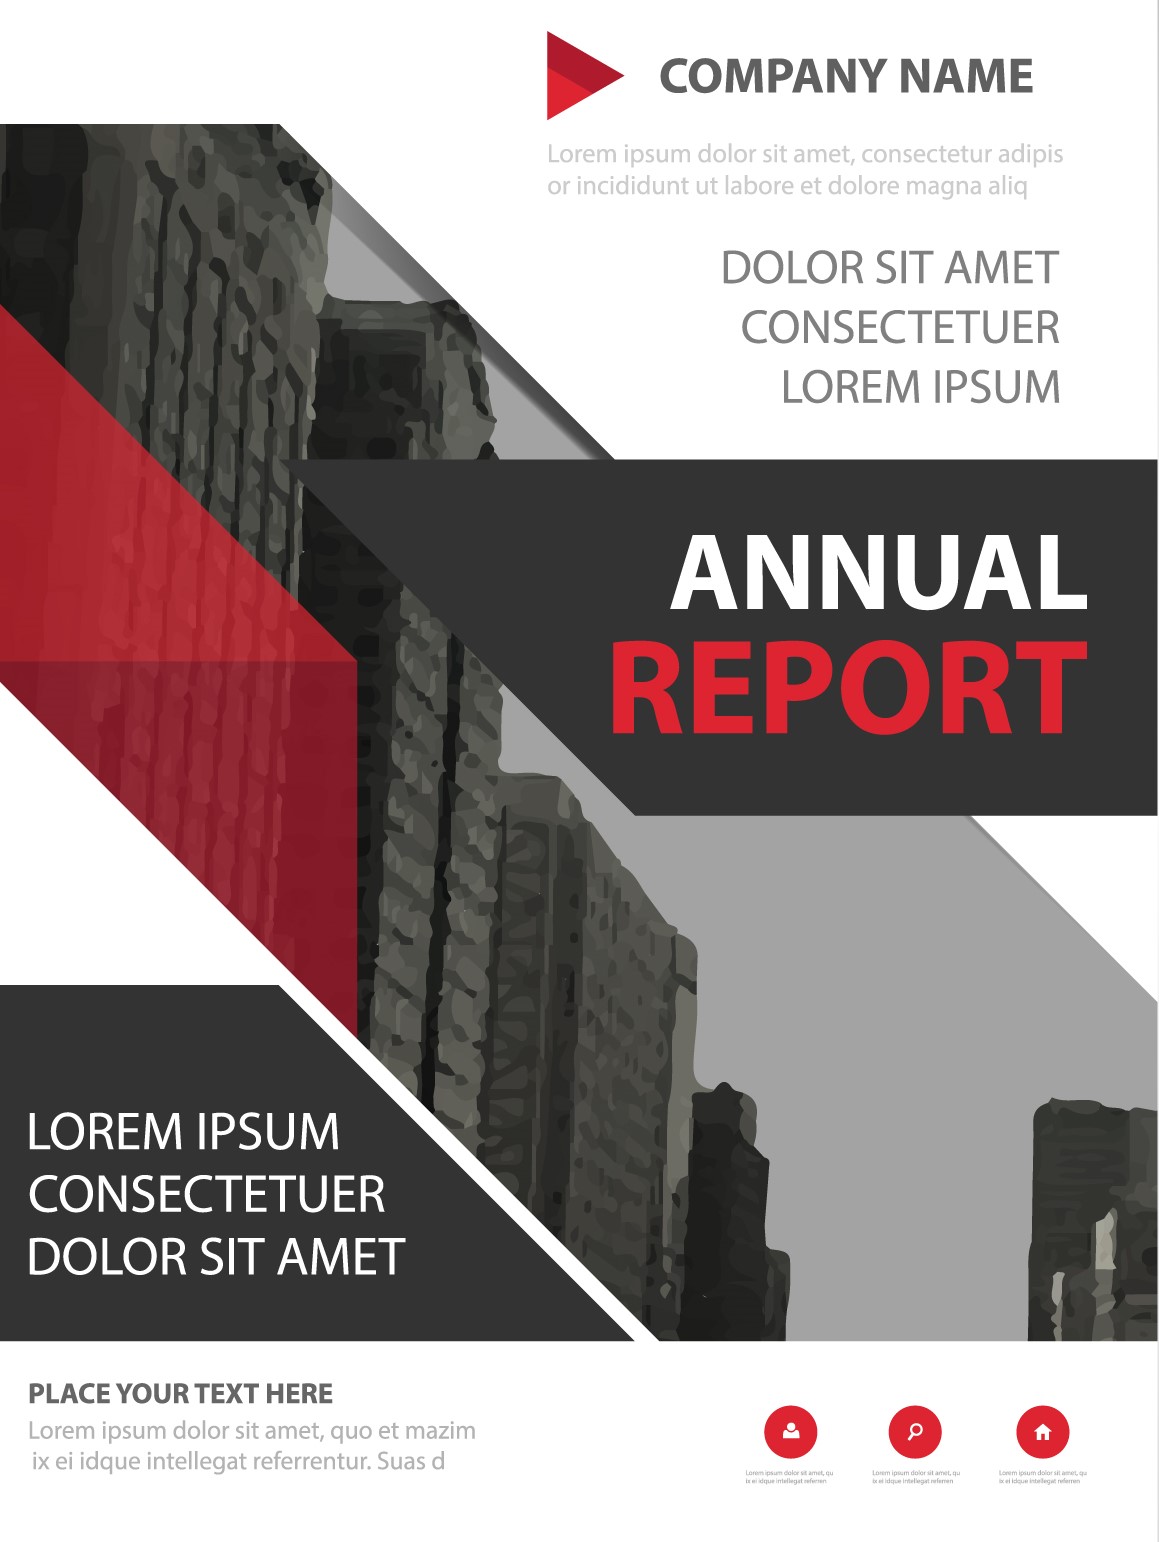 COMPANY NAME
Lorem ipsum dolor sit amet, consectetur adipis
or incididunt ut labore et dolore magna aliq
DOLOR SIT AMET
CONSECTETUER
LOREM IPSUM
ANNUAL
REPORT
LOREM IPSUM
CONSECTETUER
DOLOR SIT AMET
PLACE YOUR TEXT HERE
Lorem ipsum dolor sit amet, quo et mazim
ix ei idque intellegat referrentur. Suas d
Lorem ipsum dolor sit amet, qu
ix ei idque intellegat referren
Lorem ipsum dolor sit amet, qu
ix ei idque intellegat referren
Lorem ipsum dolor sit amet, qu
ix ei idque intellegat referren